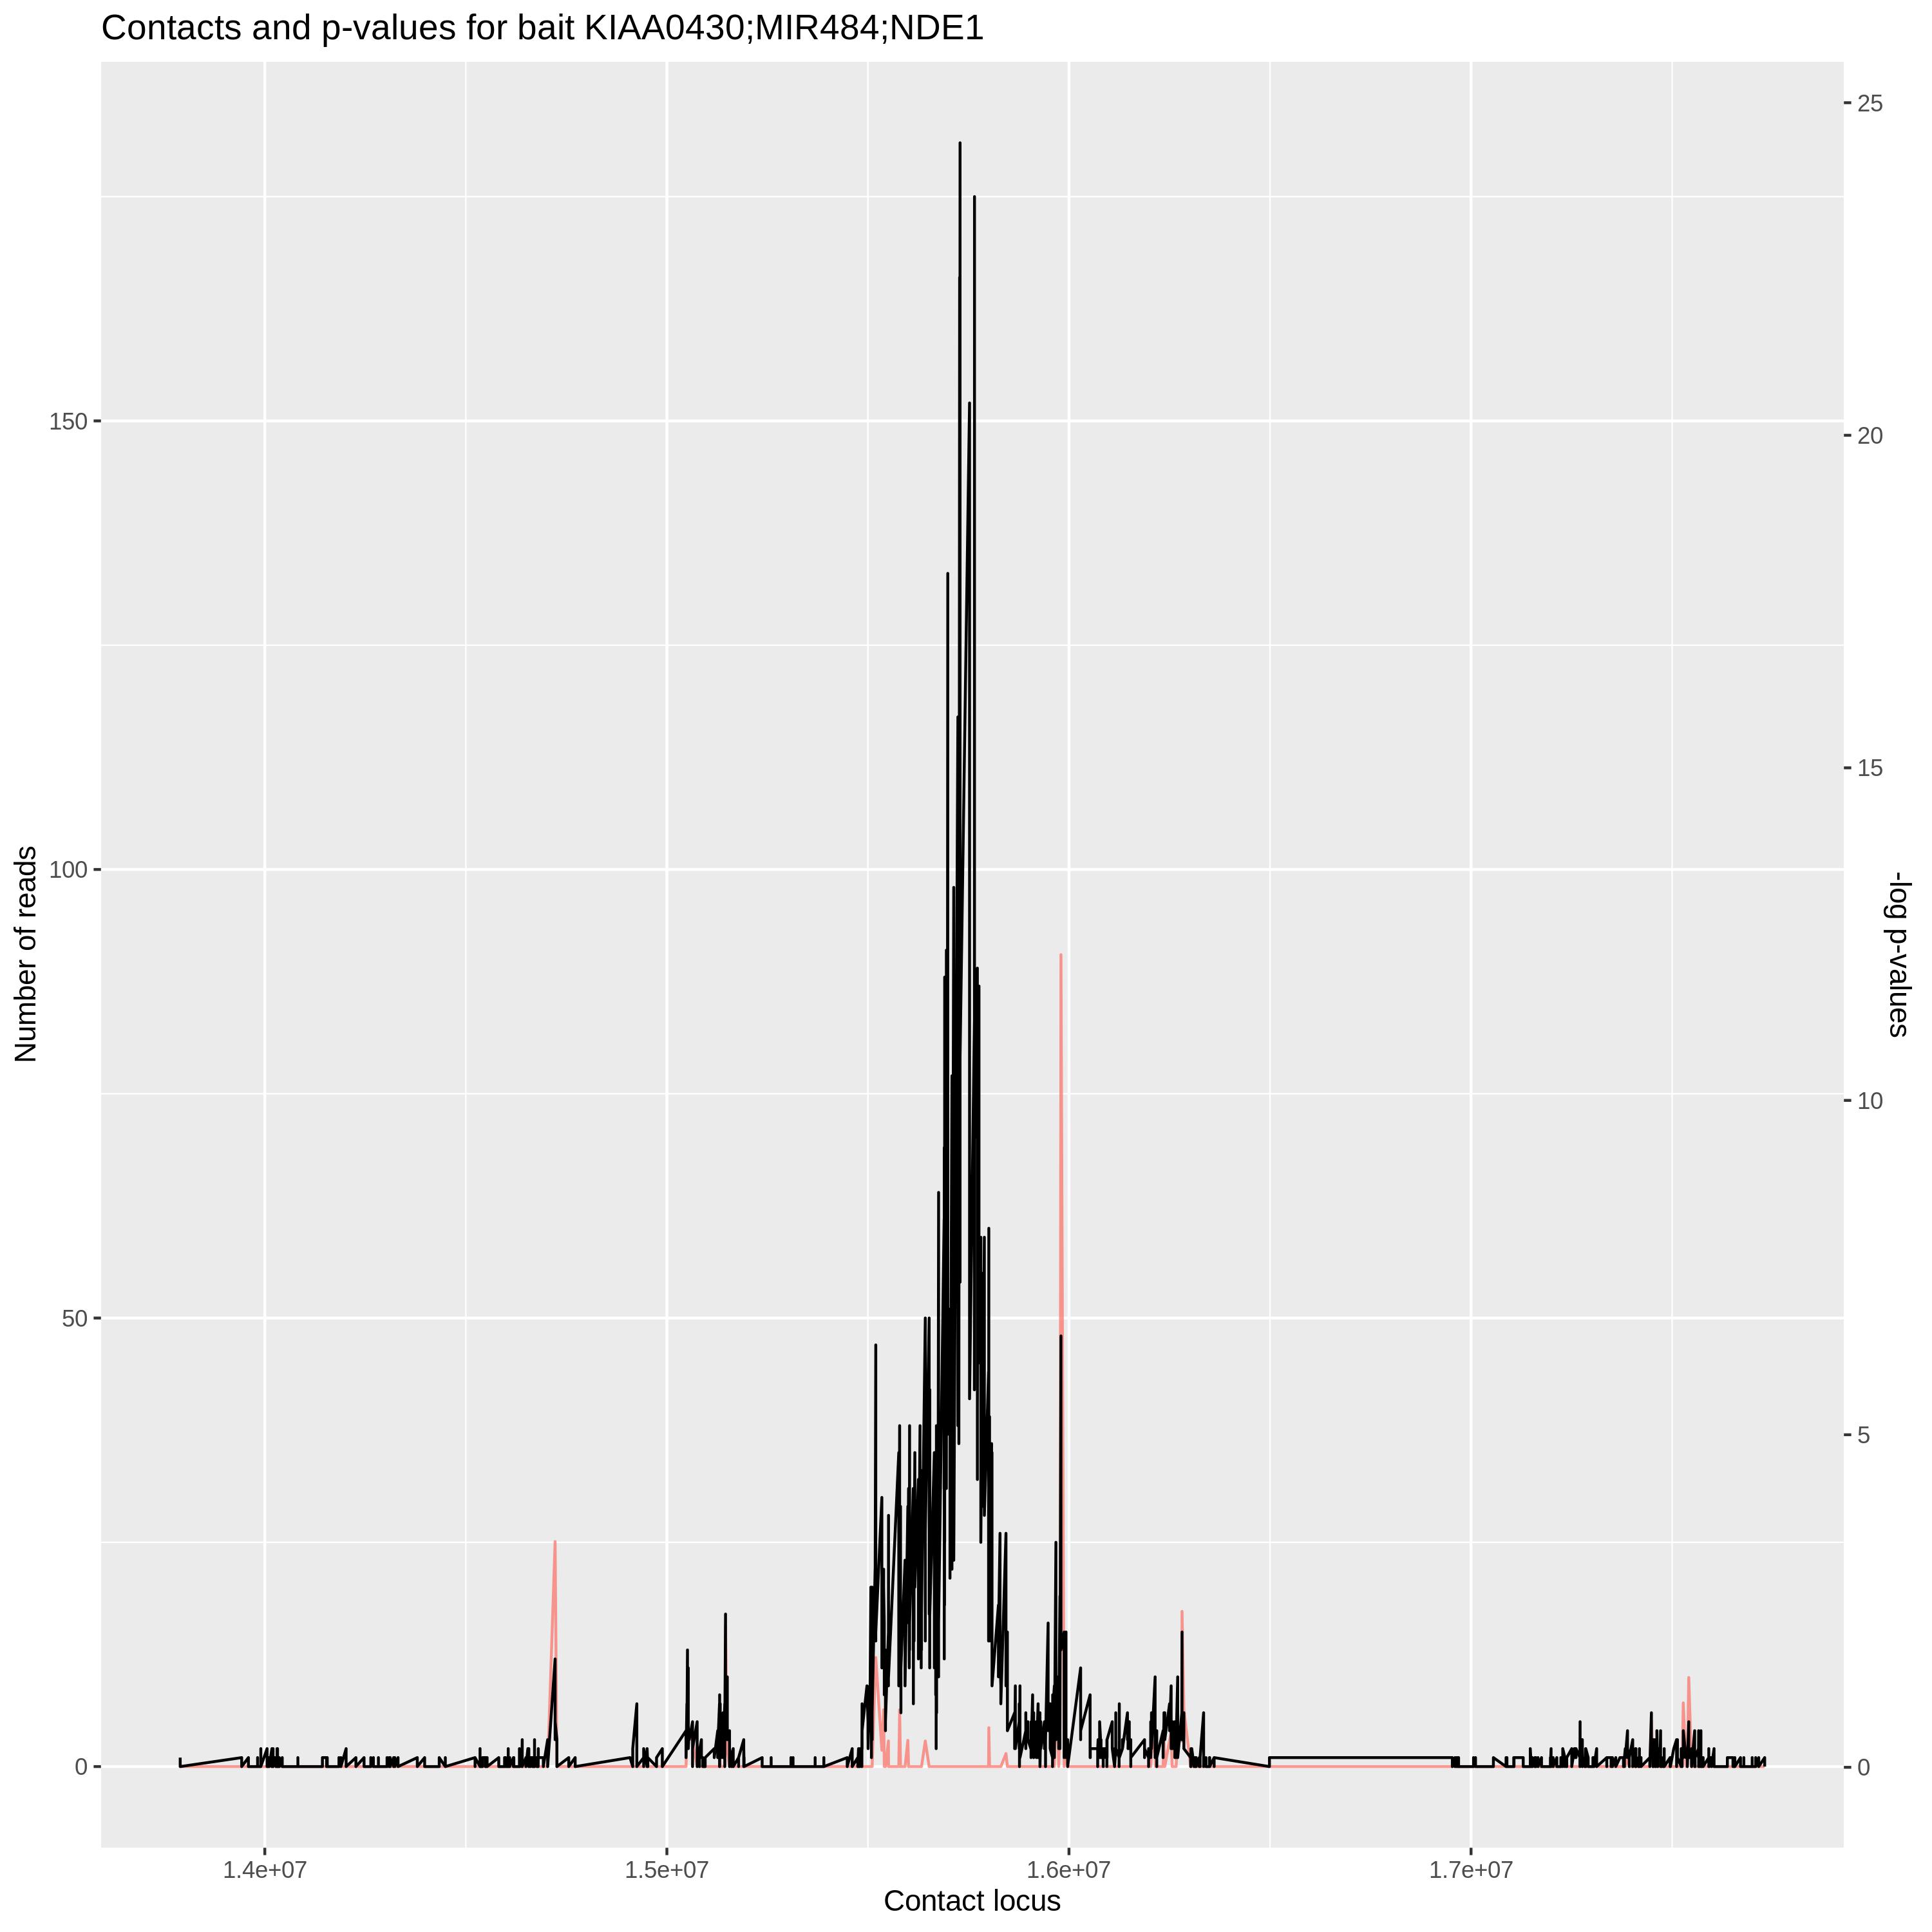 Contacts and p-values for bait KIAA0430;MIR484;NDE1
25
20
15
10
5
0
150
100
50
0
Number of reads
-log p-values
1.4e+07
1.5e+07
1.6e+07
1.7e+07
Contact locus